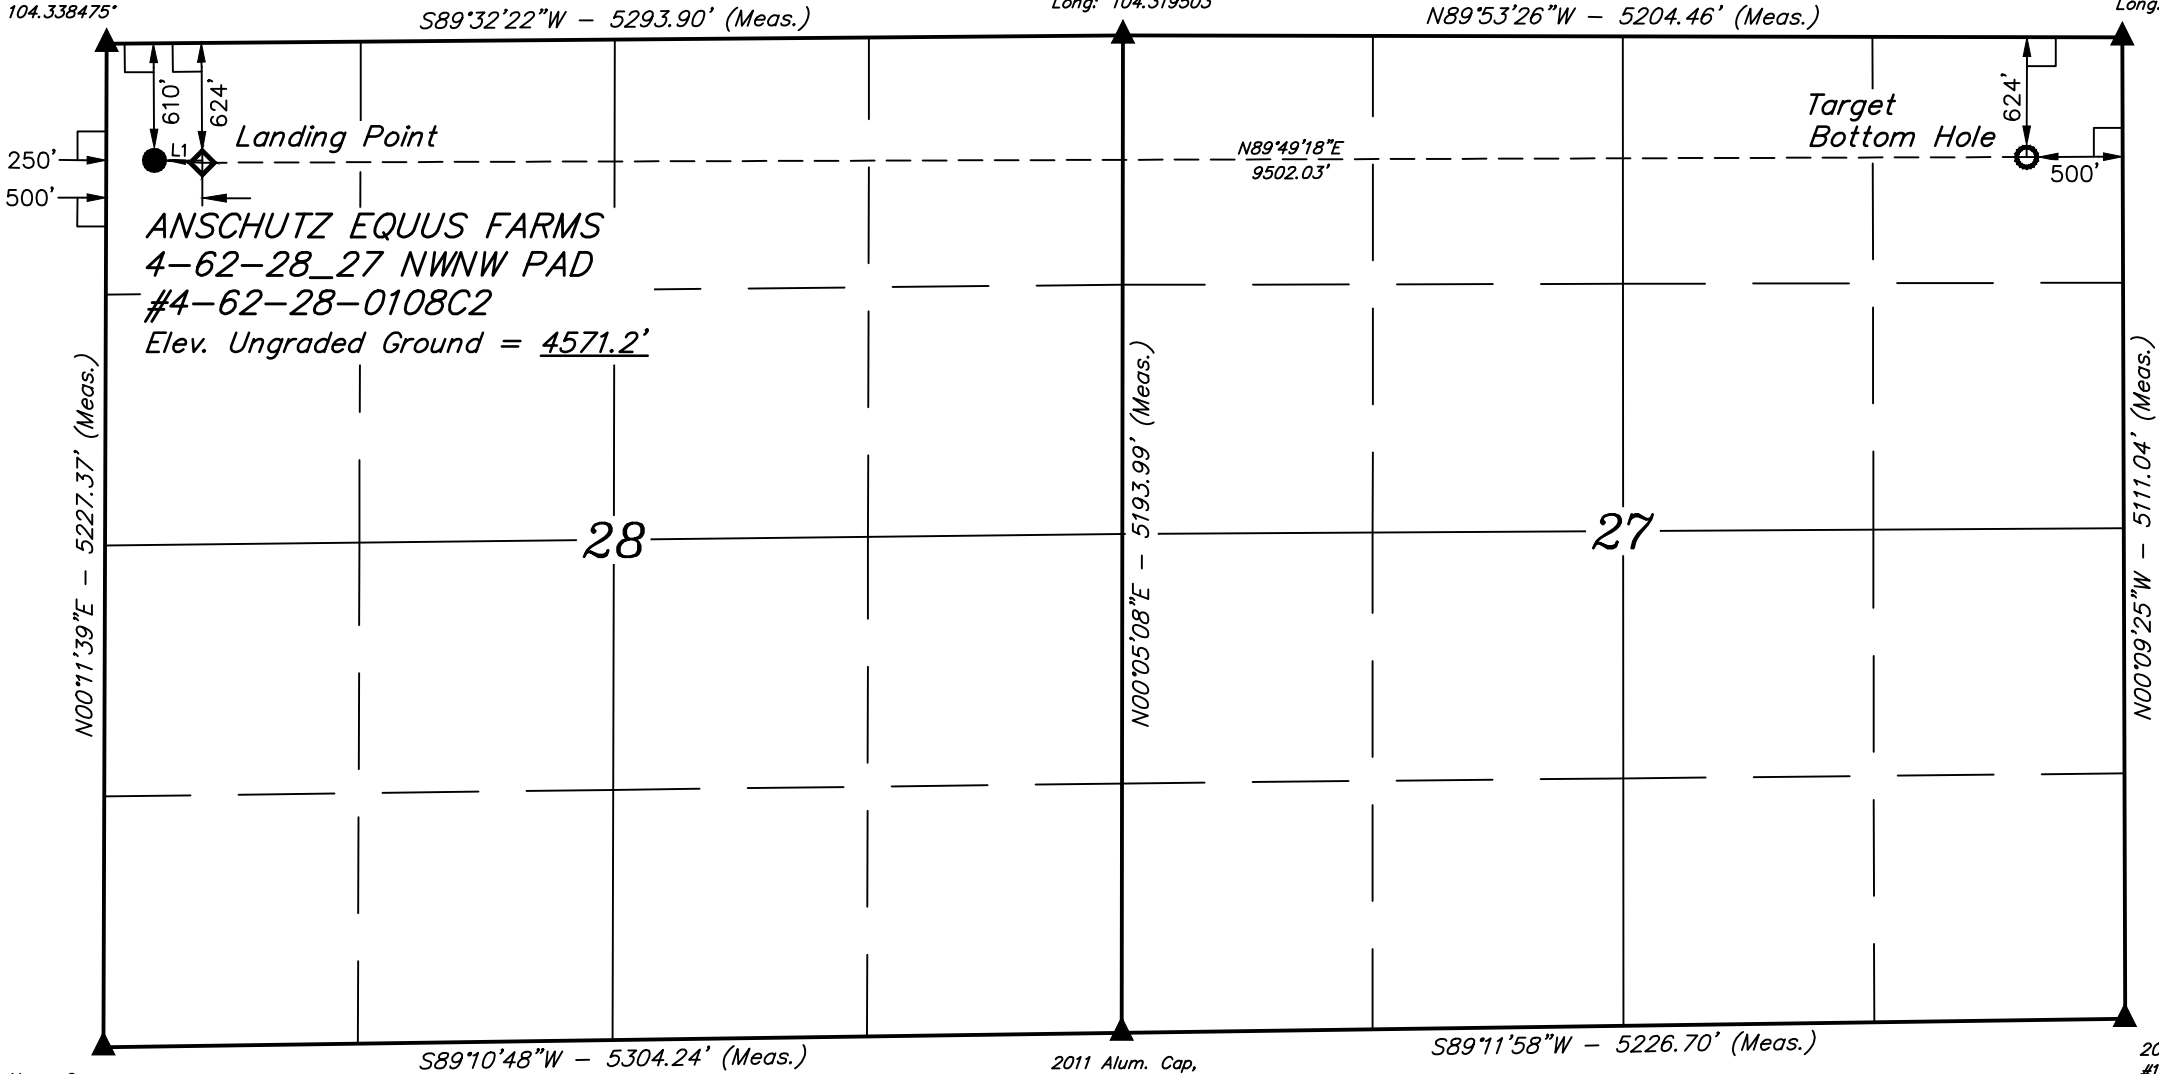 104.338475°
S89°32'22"W – 5293.90' (Meas.)
Long: 104.319503
N89°53'26"W – 5204.46' (Meas.)
Long:
610'
624'
Landing Point
L1
250'
500'
N89°49'18"E
9502.03'
Target
Bottom Hole
624'
500'
ANSCHUTZ EQUUS FARMS
4-62-28_27 NWNW PAD
#4-62-28-0108C2
Elev. Ungraded Ground = 4571.2'
N00°11'39"E – 5227.37' (Meas.)
28
N00°05'08"E – 5193.99' (Meas.)
27
N00°09'25"W – 5111.04' (Meas.)
S89°10'48"W – 5304.24' (Meas.)
2011 Alum. Cap,
S89°11'58"W – 5226.70' (Meas.)
20
#1